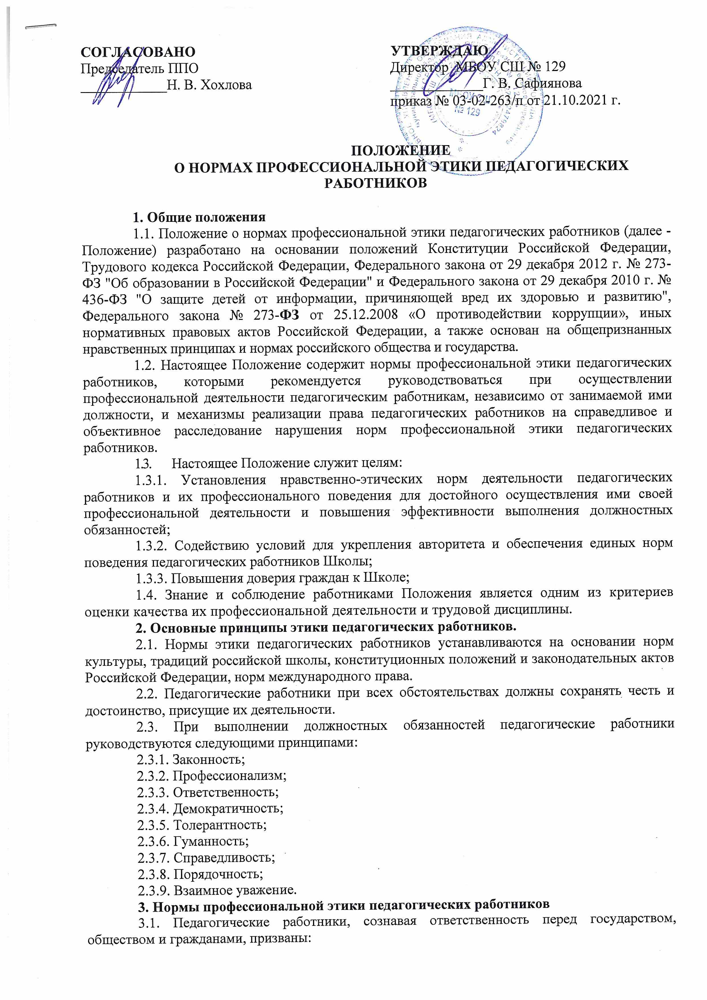 СОГЛАСОВАНО
Председатель ППО
____________Н. В. Хохлова
УТВЕРЖДАЮ
Директор МБОУ СШ № 129
_____________Г. В. Сафиянова
приказ № 03-02-263/п от 21.10.2021 г.
МБОУ СШ
№ 129
ПОЛОЖЕНИЕ
О НОРМАХ ПРОФЕССИОНАЛЬНОЙ ЭТИКИ ПЕДАГОГИЧЕСКИХ
РАБОТНИКОВ
1. Общие положения
1.1. Положение о нормах профессиональной этики педагогических работников (далее -
Положение) разработано на основании положений Конституции Российской Федерации,
Трудового кодекса Российской Федерации, Федерального закона от 29 декабря 2012 г. № 273-
ФЗ "Об образовании в Российской Федерации" и Федерального закона от 29 декабря 2010 г. №
436-ФЗ "О защите детей от информации, причиняющей вред их здоровью и развитию",
Федерального закона № 273-ФЗ от 25.12.2008 «О противодействии коррупции», иных
нормативных правовых актов Российской Федерации, а также основан на общепризнанных
нравственных принципах и нормах российского общества и государства.
1.2. Настоящее Положение содержит нормы профессиональной этики педагогических
работников, которыми рекомендуется руководствоваться при осуществлении
профессиональной деятельности педагогическим работникам, независимо от занимаемой ими
должности, и механизмы реализации права педагогических работников на справедливое и
объективное расследование нарушения норм профессиональной этики педагогических
работников.
1.3. Настоящее Положение служит целям:
1.3.1. Установления нравственно-этических норм деятельности педагогических
работников и их профессионального поведения для достойного осуществления ими своей
профессиональной деятельности и повышения эффективности выполнения должностных
обязанностей;
1.3.2. Содействию условий для укрепления авторитета и обеспечения единых норм
поведения педагогических работников Школы;
1.3.3. Повышения доверия граждан к Школе;
1.4. Знание и соблюдение работниками Положения является одним из критериев
оценки качества их профессиональной деятельности и трудовой дисциплины.
2. Основные принципы этики педагогических работников.
2.1. Нормы этики педагогических работников устанавливаются на основании норм
культуры, традиций российской школы, конституционных положений и законодательных актов
Российской Федерации, норм международного права.
2.2. Педагогические работники при всех обстоятельствах должны сохранять честь и
достоинство, присущие их деятельности.
2.3. При выполнении должностных обязанностей педагогические работники
руководствуются следующими принципами:
2.3.1. Законность;
2.3.2. Профессионализм;
2.3.3. Ответственность;
2.3.4. Демократичность;
2.3.5. Толерантность;
2.3.6. Гуманность;
2.3.7. Справедливость;
2.3.8. Порядочность;
2.3.9. Взаимное уважение.
3. Нормы профессиональной этики педагогических работников
3.1. Педагогические работники, сознавая ответственность перед государством,
обществом и гражданами, призваны: